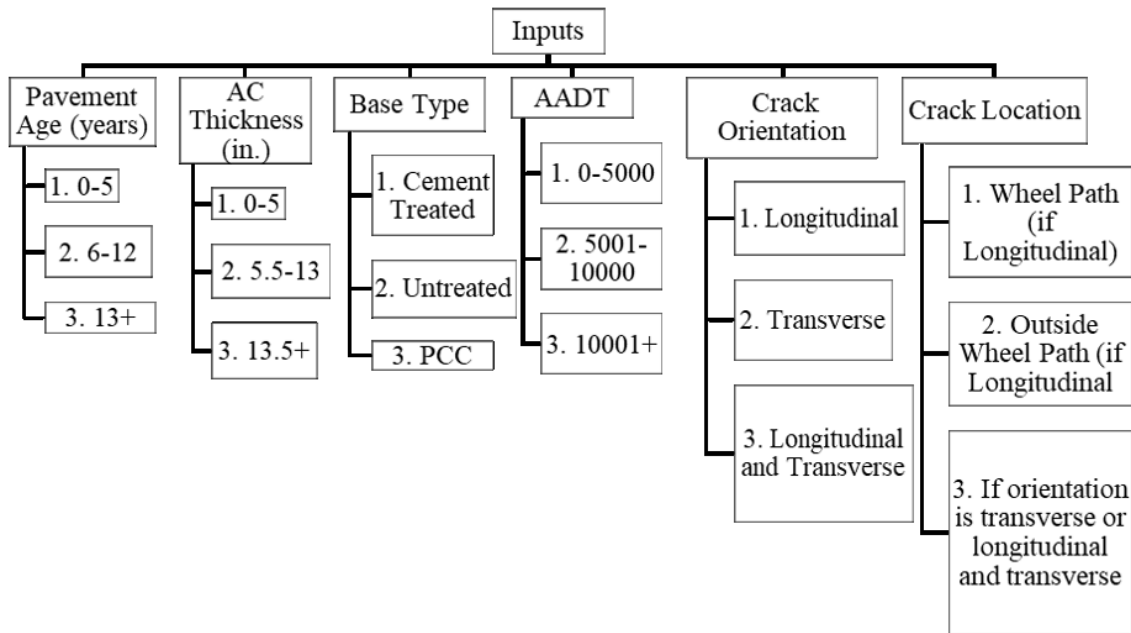 Inputs
Pavement
Age (years)
1. 0-5
2. 6-12
3. 13+
AC
Thickness
(in.)
1. 0-5
2. 5.5-13
3. 13.5+
Base Type
1. Cement
Treated
2. Untreated
3. PCC
AADT
1. 0-5000
2. 5001-
10000
3. 10001+
Crack
Orientation
1. Longitudinal
2. Transverse
3. Longitudinal
and Transverse
Crack Location
1. Wheel Path
(if
Longitudinal)
2. Outside
Wheel Path (if
Longitudinal
3. If orientation
is transverse or
longitudinal
and transverse